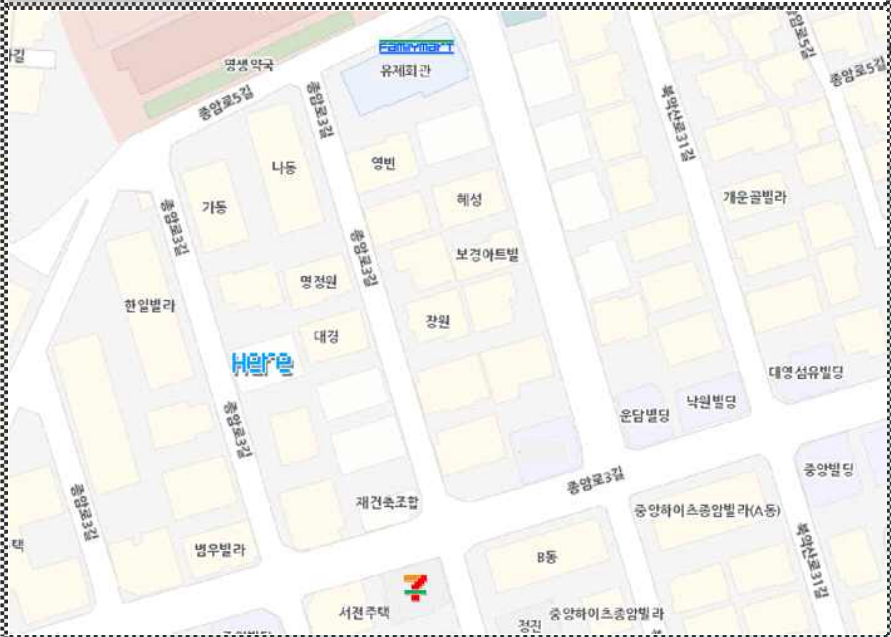 FamilyMart
종암로5길
길
명생약국
유제회관
종암로5길
종암로5길
종암로3길
북악산로31길
나동
영빈
가동
혜성
개운골빌라
종암로3길
종암로3길
보경아트빌
명정원
한일빌라
장원
대경
Here
대영섬유빌딩
낙원빌딩
운담빌딩
종암로3길
중앙빌딩
종암로3길
종암로3길
재건축조합
중앙하이츠종암빌라(A동)
북악산로31길
택
범우빌라
B동
7
서전주택
중앙하이츠종암빌라
정진